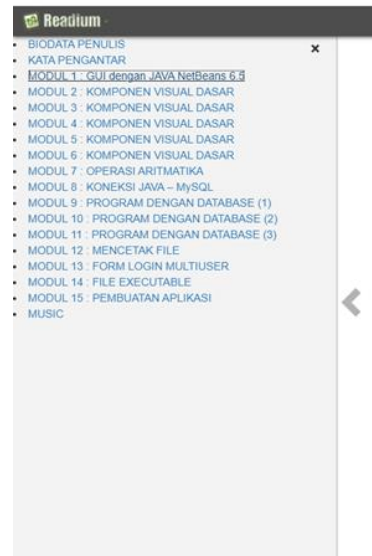 Readium
BIODATA PENULIS
KATA PENGANTAR
MODUL 1 : GUI dengan JAVA NetBeans 6.5
MODUL 2 : KOMPONEN VISUAL DASAR
MODUL 3 : KOMPONEN VISUAL DASAR
MODUL 4 : KOMPONEN VISUAL DASAR
MODUL 5 : KOMPONEN VISUAL DASAR
MODUL 6 : KOMPONEN VISUAL DASAR
MODUL 7 : OPERASI ARITMATIKA
MODUL 8 : KONEKSI JAVA – MySQL
MODUL 9 : PROGRAM DENGAN DATABASE (1)
MODUL 10 : PROGRAM DENGAN DATABASE (2)
MODUL 11 : PROGRAM DENGAN DATABASE (3)
MODUL 12 : MENCETAK FILE
MODUL 13 : FORM LOGIN MULTIUSER
MODUL 14 : FILE EXECUTABLE
MODUL 15 : PEMBUATAN APLIKASI
MUSIC